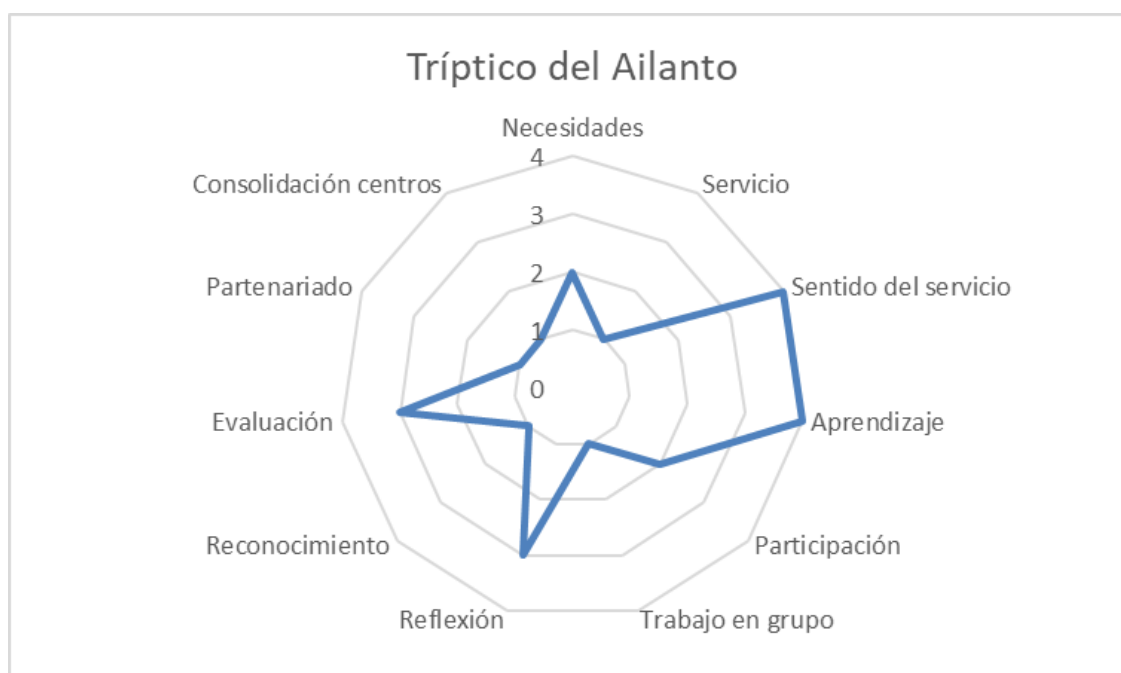 Tríptico del Ailanto
Necesidades
Servicio
Sentido del servicio
Aprendizaje
Participación
Trabajo en grupo
Reflexión
Reconocimiento
Evaluación
Partenariado
Consolidación centros
4
3
2
1
0